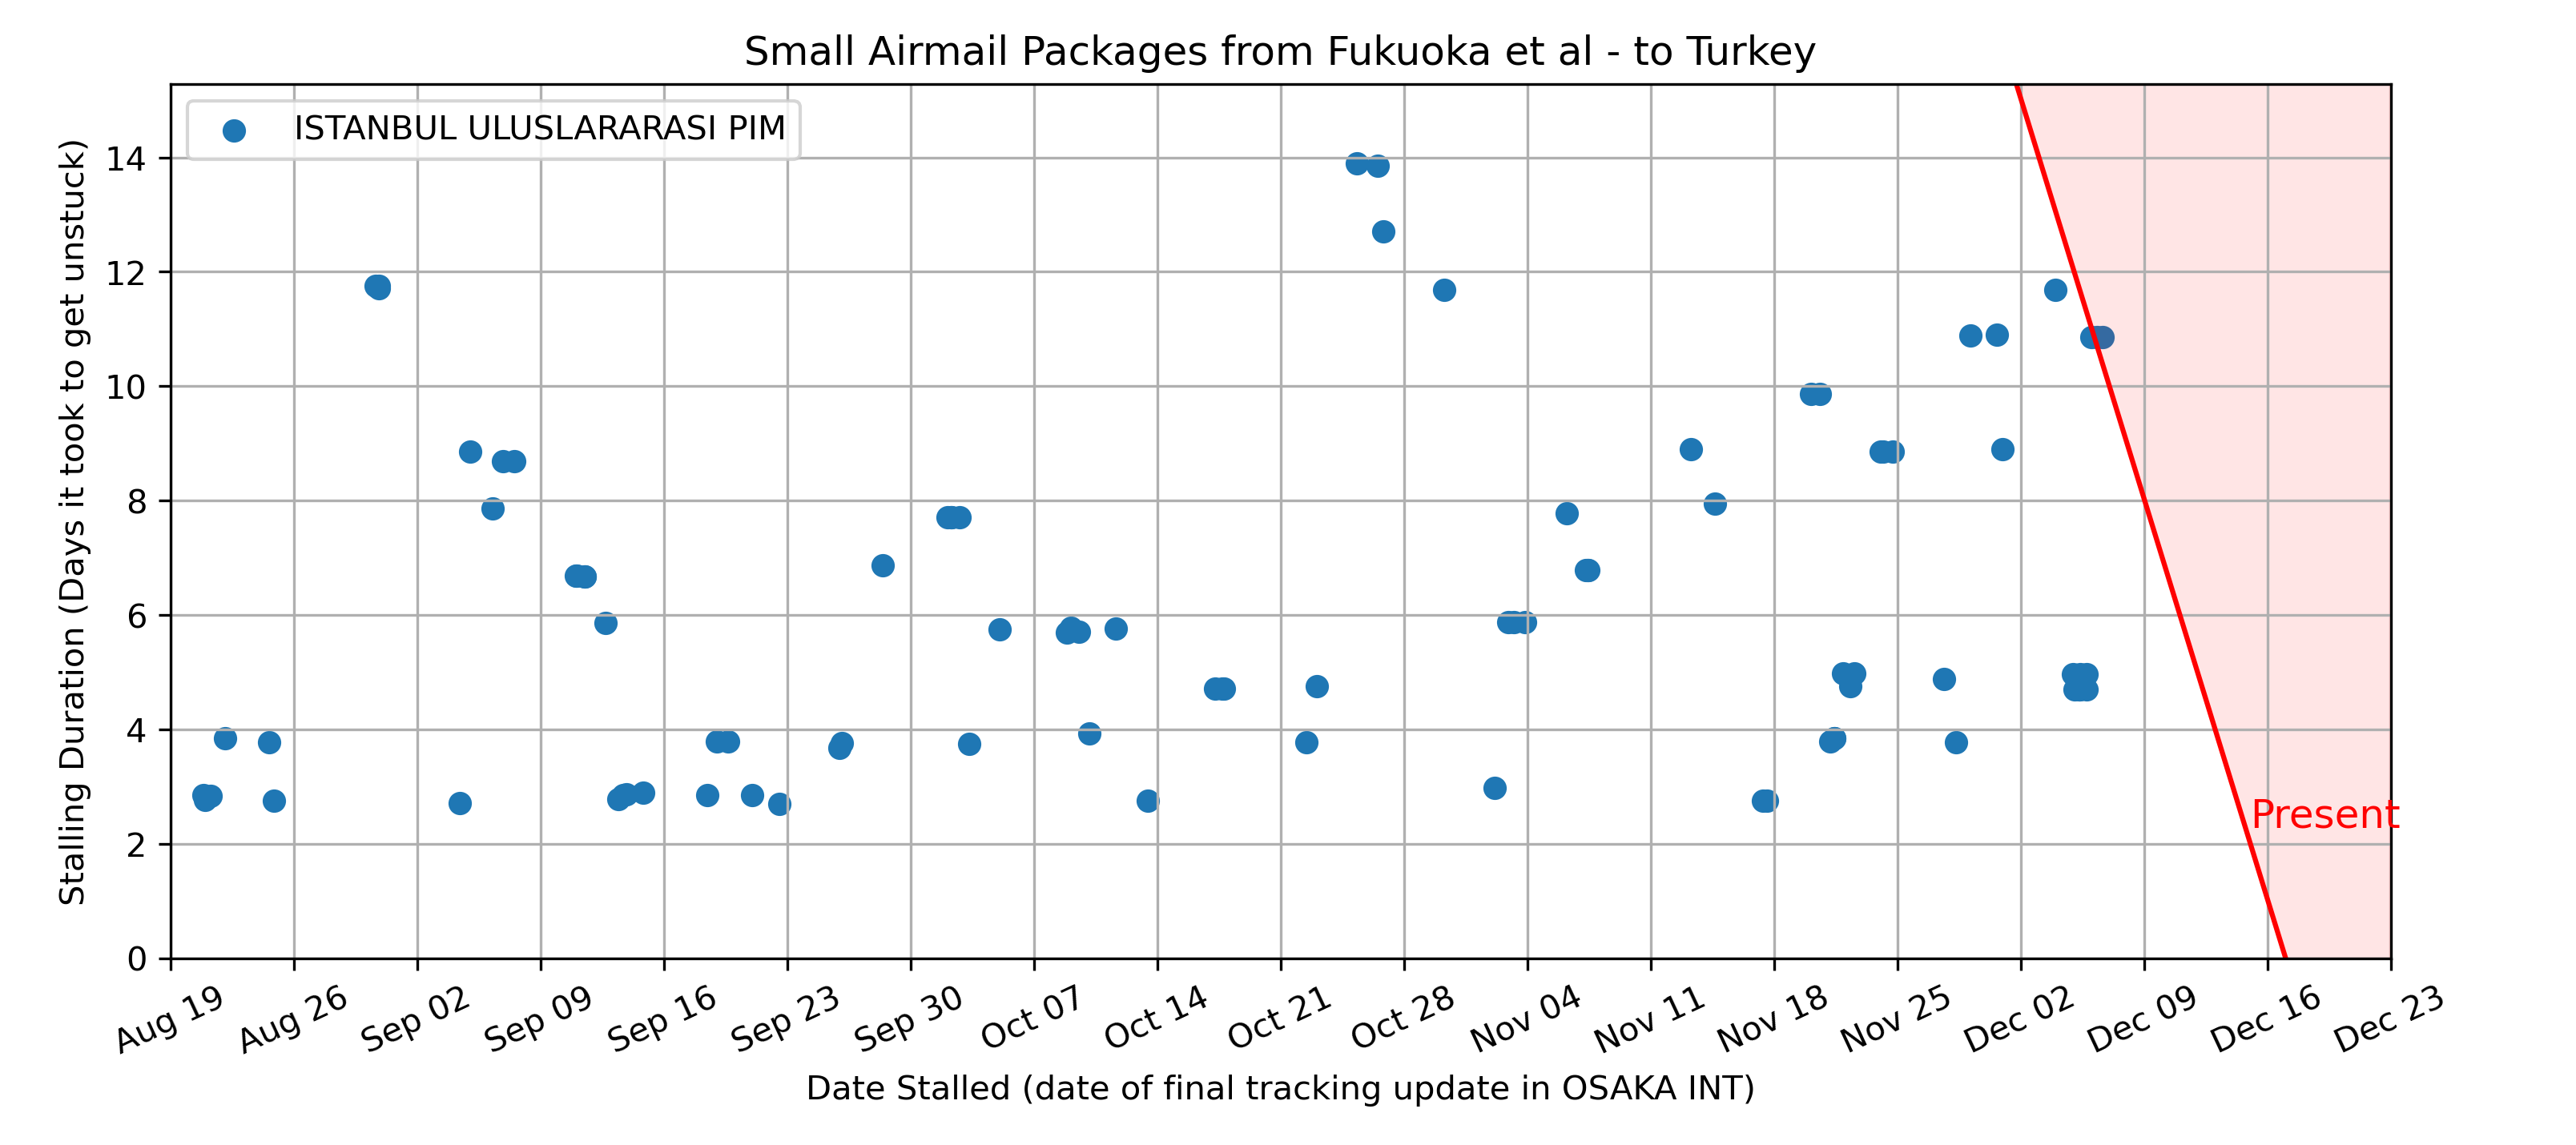 Small Airmail Packages from Fukuoka et al - to Turkey
ISTANBUL ULUSLARARASI PIM
Stalling Duration (Days it took to get unstuck)
14
12
10
8
6
4
2
0
Present
Aug 19
Aug 26
Sep 02
Sep 09
Sep 16
Sep 23
Sep 30
Oct 07
Oct 14
Oct 21
Oct 28
Nov 04
Nov 11
Nov 18
Nov 25
Dec 02
Dec 09
Dec 16
Dec 23
Date Stalled (date of final tracking update in OSAKA INT)